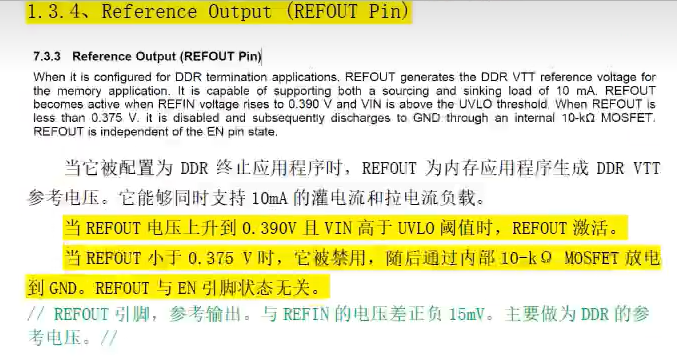 1.3.4、Reference Output (REFOUT Pin)
7.3.3 Reference Output (REFOUT Pin)
When it is configured for DDR termination applications. REFOUT generates the DDR VTT reference voltage for
the memory application. It is capable of supporting both a sourcing and sinking load of 10 mA. REFOUT
becomes active when REFIN voltage rises to 0.390 V and VIN is above the UVLO threshold. When REFOUT is
less than 0.375 V. it is disabled and subsequently discharges to GND through an internal 10-kΩ MOSFET.
REFOUT is independent of the EN pin state.
当它被配置为 DDR 终止应用程序时，REFOUT 为内存应用程序生成 DDR VTT
参考电压。它能够同时支持 10mA 的灌电流和拉电流负载。
当 REFOUT 电压上升到 0.390V 且 VIN 高于 UVLO 阈值时，REFOUT 激活。
当 REFOUT 小于 0.375 V 时，它被禁用，随后通过内部 10-kΩ MOSFET 放电
到 GND。REFOUT 与 EN 引脚状态无关。
// REFOUT 引脚，参考输出。与 REFIN 的电压差正负 15mV。主要做为 DDR 的参
考电压。//